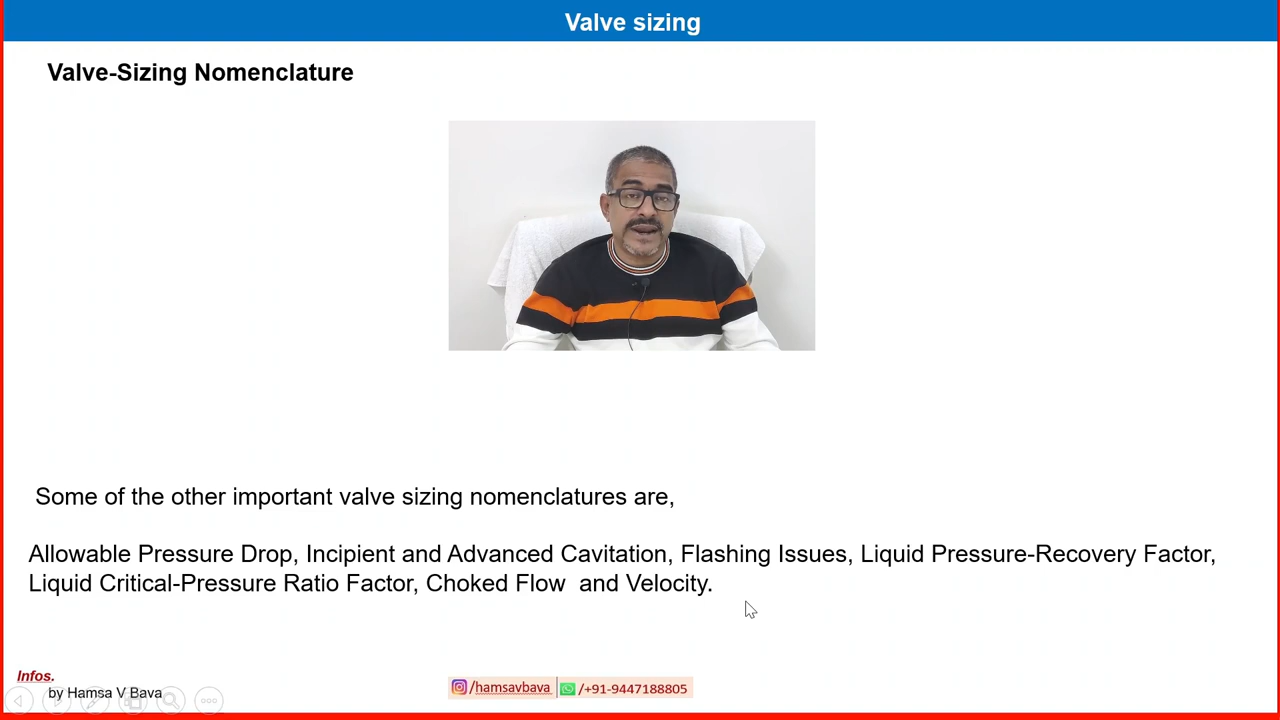 Valve sizing
Valve-Sizing Nomenclature
Some of the other important valve sizing nomenclatures are,
Allowable Pressure Drop, Incipient and Advanced Cavitation, Flashing Issues, Liquid Pressure-Recovery Factor,
Liquid Critical-Pressure Ratio Factor, Choked Flow  and Velocity.
Infos.
by Hamsa V Bava
/hamsavbava
/+91-9447188805